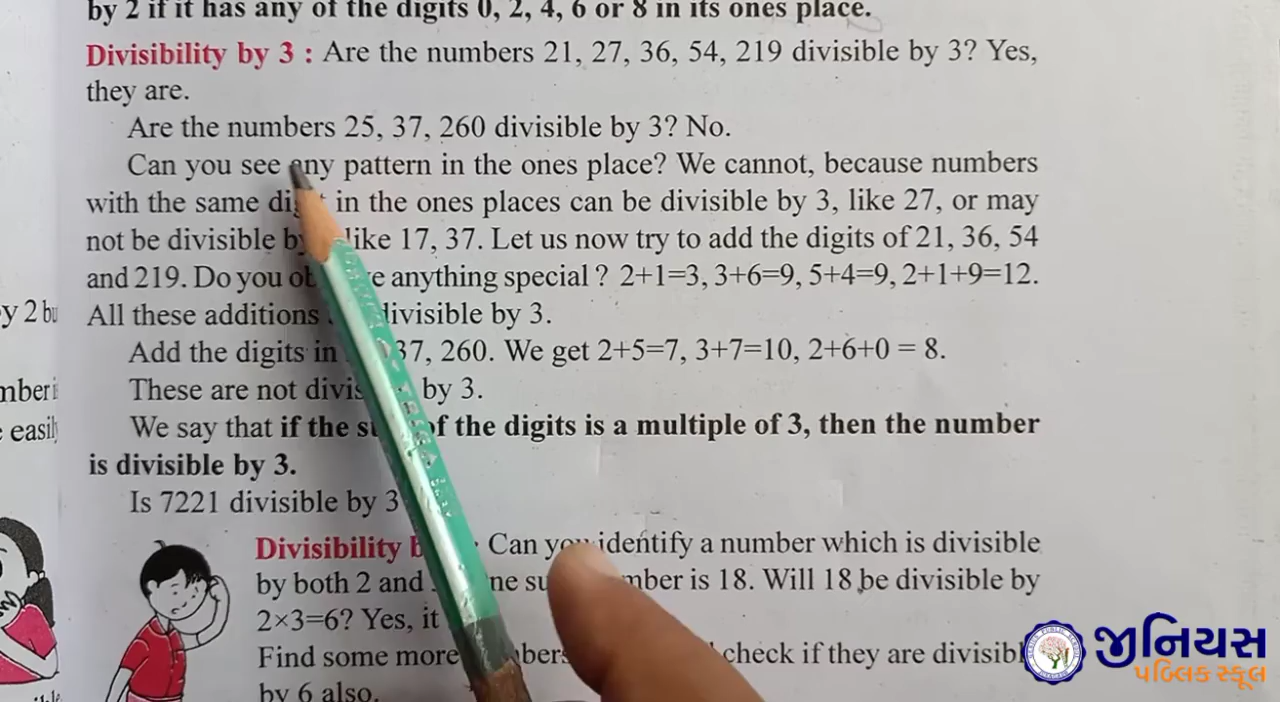 by 2 if it has any of the digits 0, 2, 4, 6 or 8 in its ones place.
Divisibility by 3 : Are the numbers 21, 27, 36, 54, 219 divisible by 3? Yes,
they are.
Are the numbers 25, 37, 260 divisible by 3? No.
Can you see any pattern in the ones place? We cannot, because numbers
with the same digit in the ones places can be divisible by 3, like 27, or may
not be divisible by like 17, 37. Let us now try to add the digits of 21, 36, 54
and 219. Do you observe anything special ? 2+1=3, 3+6=9, 5+4=9, 2+1+9=12.
y 2 bu
All these additions divisible by 3.
Add the digits in 37, 260. We get 2+5=7, 3+7=10, 2+6+0 = 8.
These are not divisible by 3.
easily
We say that if the sum of the digits is a multiple of 3, then the number
is divisible by 3.
Is 7221 divisible by 3
Divisibility Can you identify a number which is divisible
by both 2 and number is 18. Will 18 be divisible by
2×3=6? Yes, it
Find some more check if they are divisible
by 6 also.
જીનિયસ
પબ્લિક સ્કૂલ